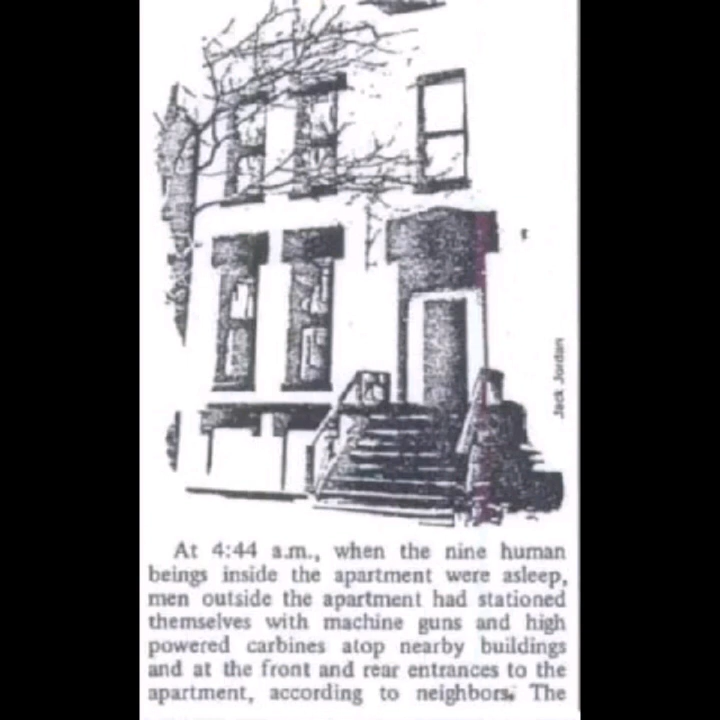 Jack Jordan
At 4:44 a.m., when the nine human
beings inside the apartment were asleep,
men outside the apartment had stationed
themselves with machine guns and high
powered carbines atop nearby buildings
and at the front and rear entrances to the
apartment, according to neighbors. The